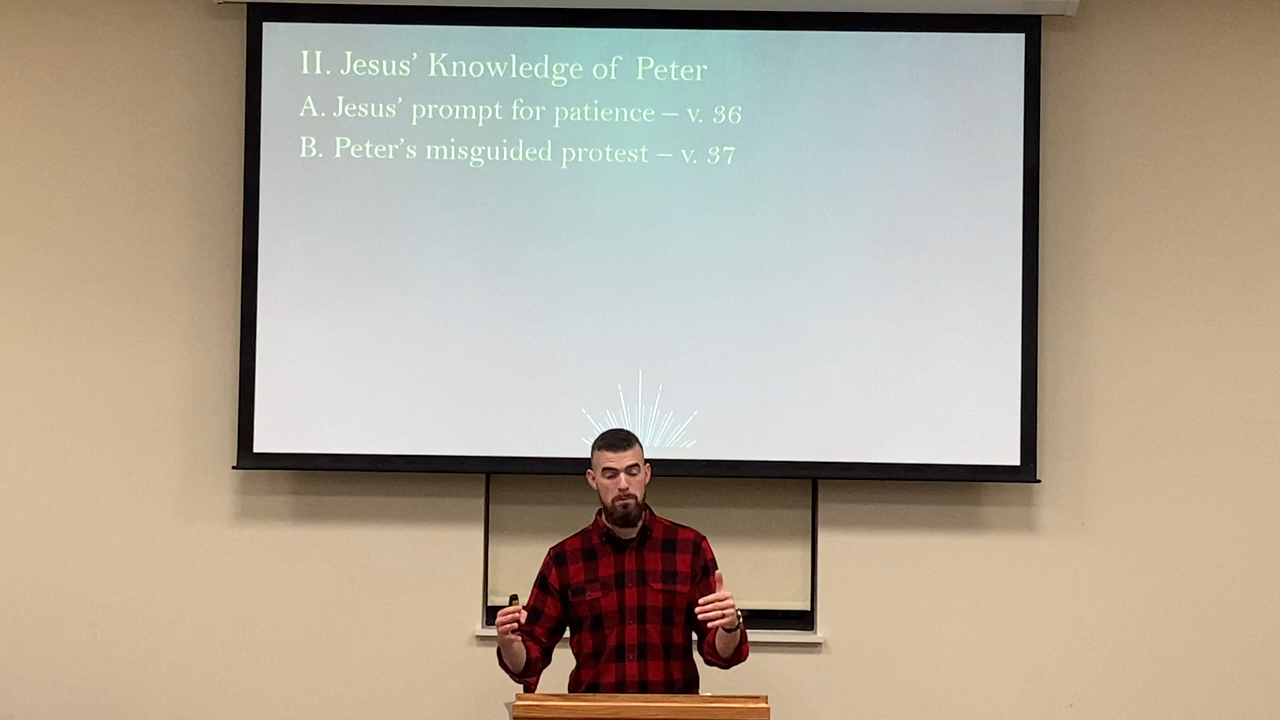 II. Jesus' Knowledge of Peter
A. Jesus' prompt for patience – v. 36
B. Peter's misguided protest – v. 37